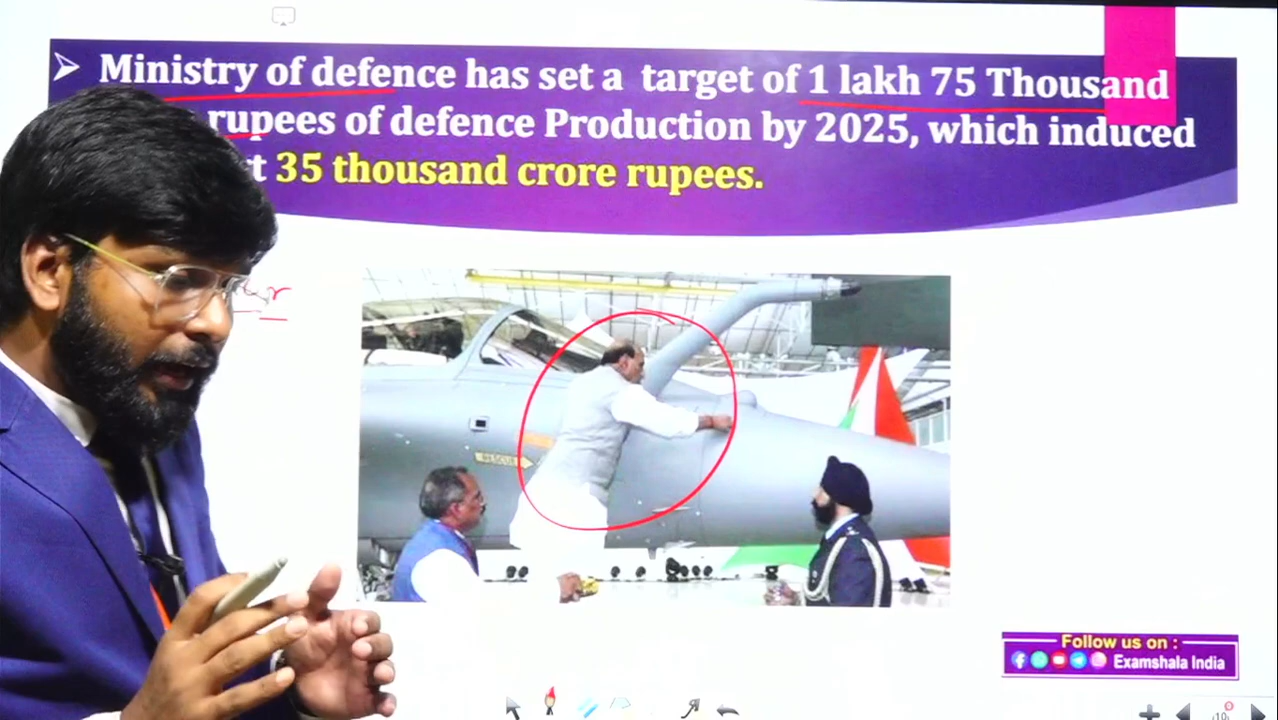 Ministry of defence has set a target of 1 lakh 75 Thousand
rupees of defence Production by 2025, which induced
35 thousand crore rupees.
RESCUE
Follow us on :
Examshala India